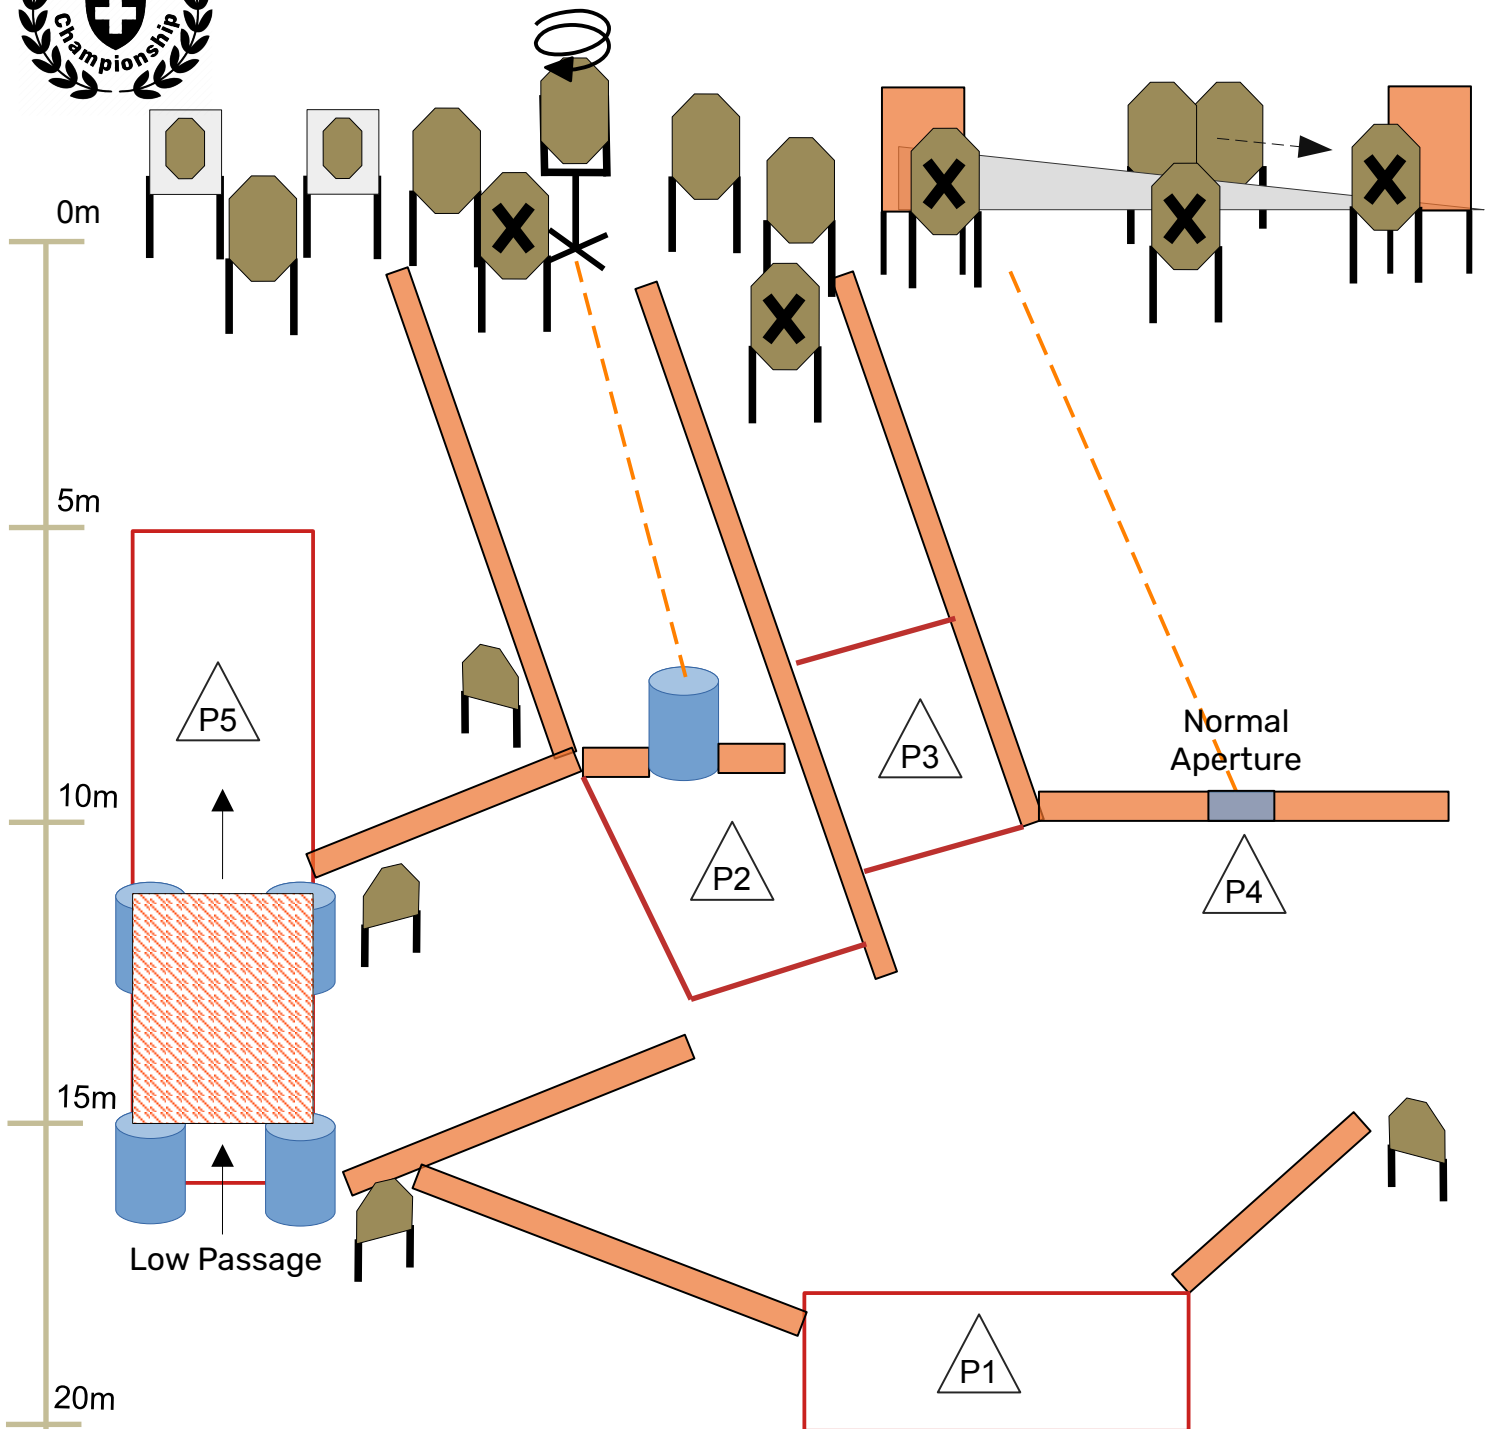 Championship
0m
5m
P5
Normal
Aperture
P3
10m
P2
P4
15m
Low Passage
P1
20m